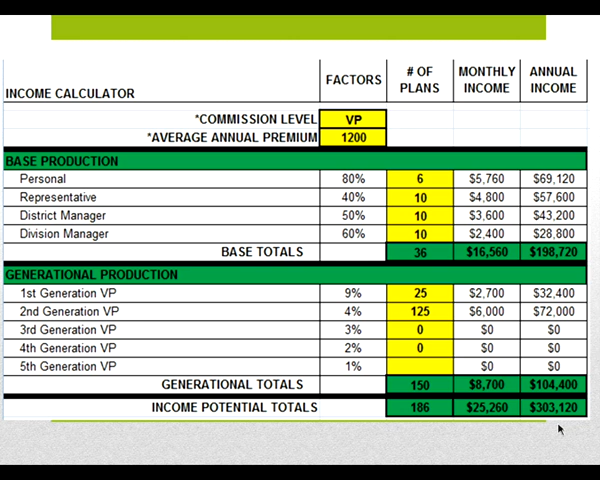 INCOME CALCULATOR FACTORS # OF PLANS MONTHLY INCOME ANNUAL INCOME
*COMMISSION LEVEL VP
*AVERAGE ANNUAL PREMIUM 1200
BASE PRODUCTION
Personal 80% 6 $5,760 $69,120
Representative 40% 10 $4,800 $57,600
District Manager 50% 10 $3,600 $43,200
Division Manager 60% 10 $2,400 $28,800
BASE TOTALS 36 $16,560 $198,720
GENERATIONAL PRODUCTION
1st Generation VP 9% 25 $2,700 $32,400
2nd Generation VP 4% 125 $6,000 $72,000
3rd Generation VP 3% 0 $0 $0
4th Generation VP 2% 0 $0 $0
5th Generation VP 1% $0 $0
GENERATIONAL TOTALS 150 $8,700 $104,400
INCOME POTENTIAL TOTALS 186 $25,260 $303,120